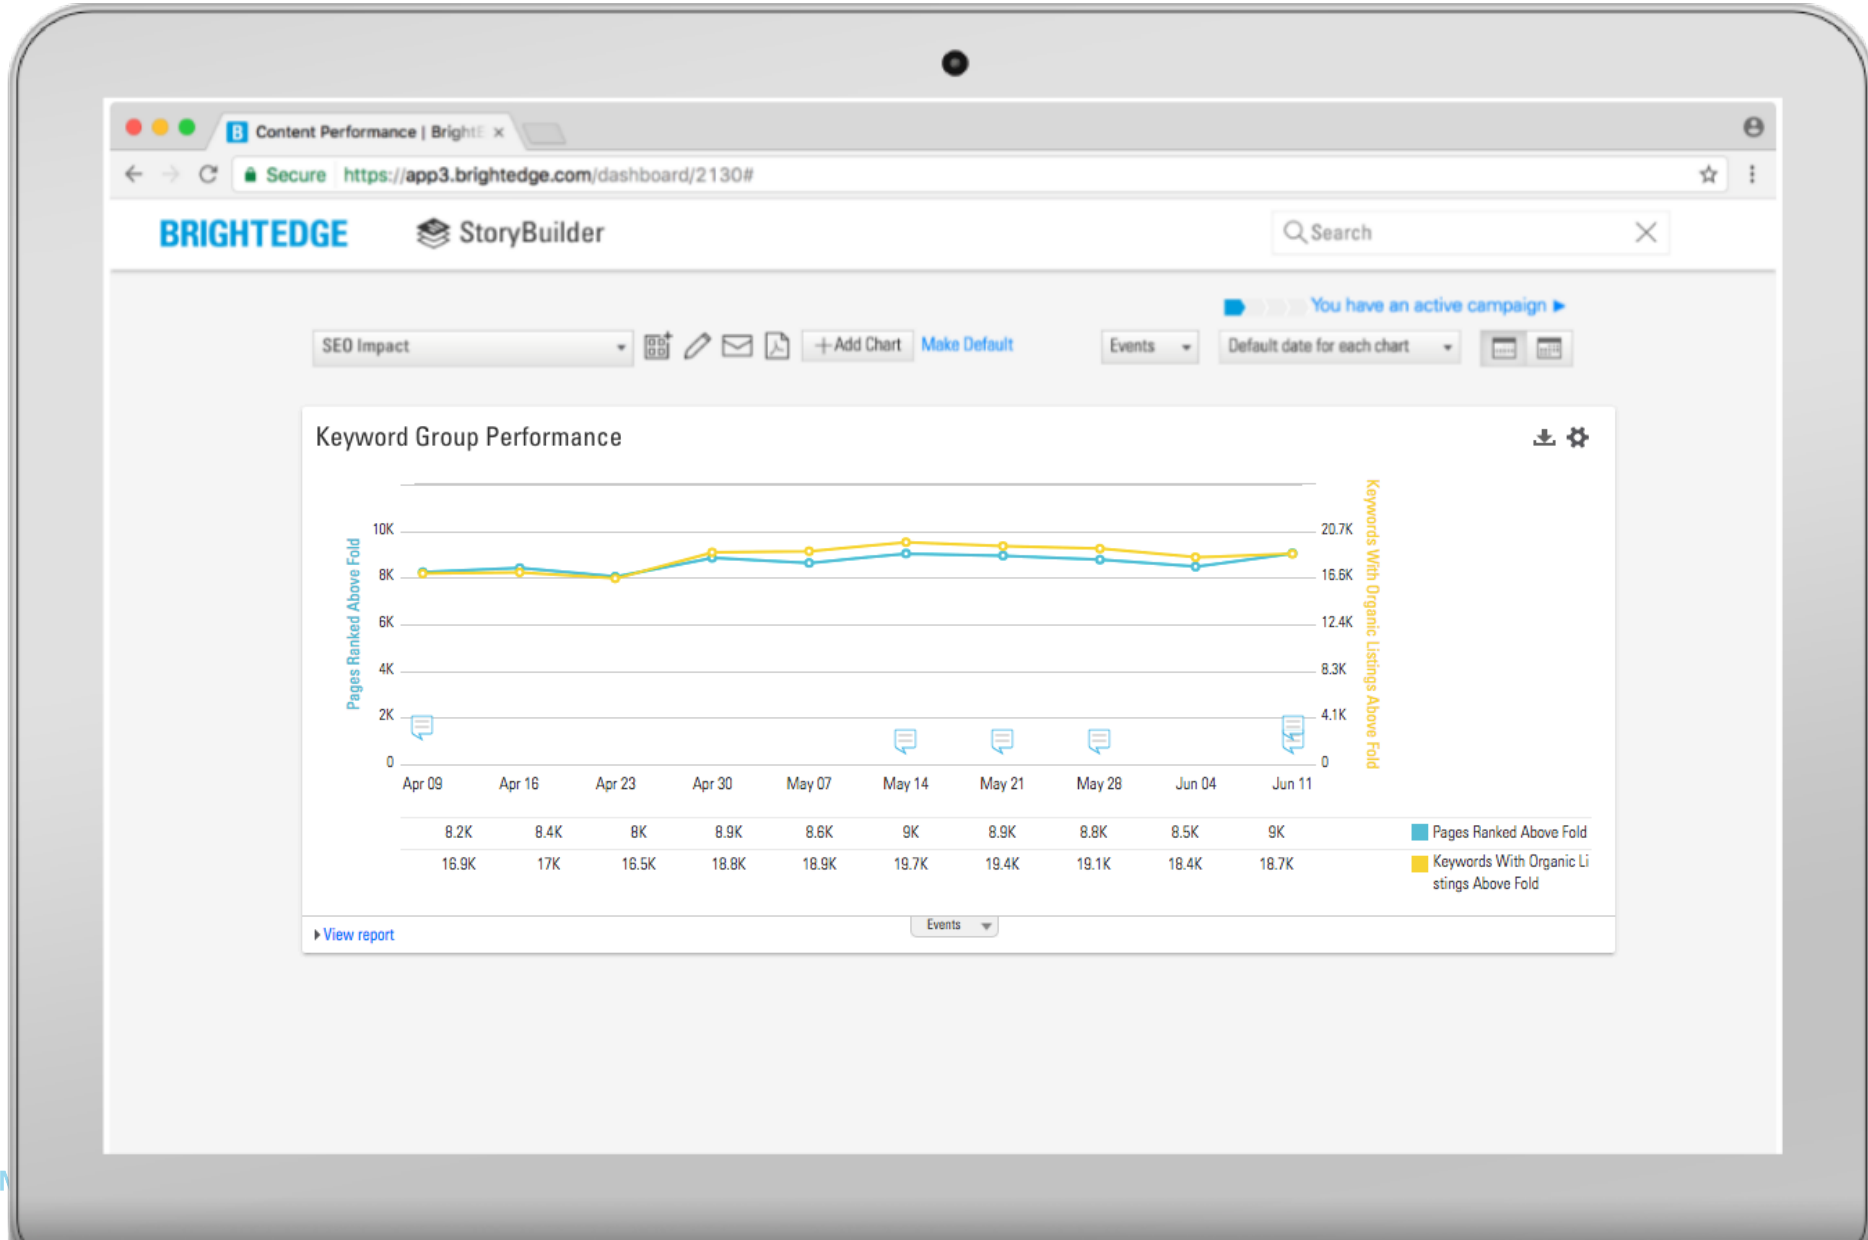 Content Performance | BrightE
Secure https://app3.brightedge.com/dashboard/2130#
BRIGHTEDGE StoryBuilder Search
You have an active campaign
SEO Impact +Add Chart Make Default Events Default date for each chart
Keyword Group Performance
Pages Ranked Above Fold
Keywords With Organic Listings Above Fold
10K 20.7K
8K 16.6K
6K 12.4K
4K 8.3K
2K 4.1K
0 0
Apr 09 Apr 16 Apr 23 Apr 30 May 07 May 14 May 21 May 28 Jun 04 Jun 11
8.2K 8.4K 8K 8.9K 8.6K 9K 8.9K 8.8K 8.5K 9K Pages Ranked Above Fold
16.9K 17K 16.5K 18.8K 18.9K 19.7K 19.4K 19.1K 18.4K 18.7K Keywords With Organic Li
stings Above Fold
Events
View report